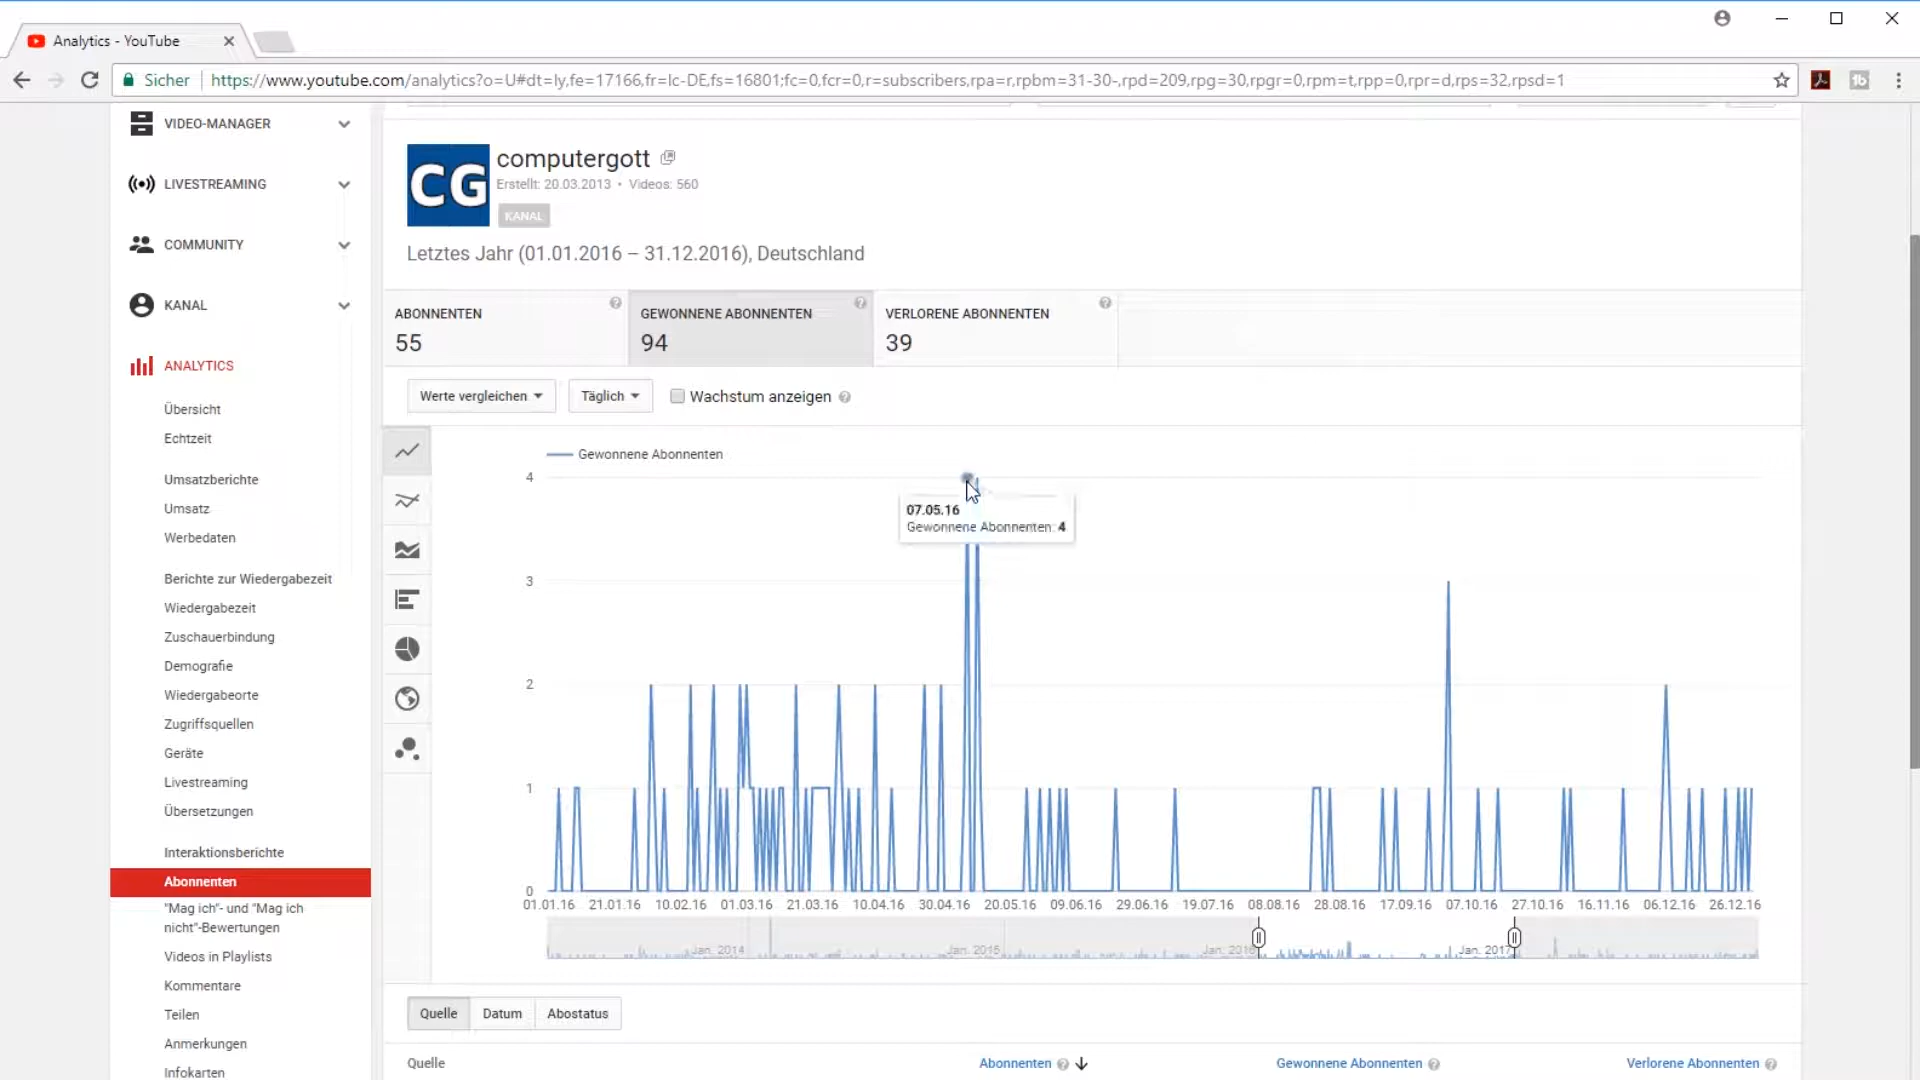 Analytics - YouTube
Sicher
https://www.youtube.com/analytics?o=U#dt=ly,fe=17166,fr=lc-DE,fs=16801;fc=0,fcr=0,r=subscribers,rpa=r,rpbm=31-30-,rpd=209,rpg=30,rpgr=0,rpm=t,rpp=0,rpr=d,rps=32,rpsd=1
VIDEO-MANAGER
LIVESTREAMING
COMMUNITY
KANAL
ANALYTICS
Übersicht
Echtzeit
Umsatzberichte
Umsatz
Werbedaten
Berichte zur Wiedergabezeit
Wiedergabezeit
Zuschauerbindung
Demografie
Wiedergabeorte
Zugriffsquellen
Geräte
Livestreaming
Übersetzungen
Interaktionsberichte
Abonnenten
"Mag ich"- und "Mag ich
nicht"-Bewertungen
Videos in Playlists
Kommentare
Teilen
Anmerkungen
Infokarten
CG
computergott
Erstellt: 20.03.2013 • Videos: 560
KANAL
Letztes Jahr (01.01.2016 – 31.12.2016), Deutschland
ABONNENTEN
55
GEWONNENE ABONNENTEN
94
VERLORENE ABONNENTEN
39
Werte vergleichen
Täglich
Wachstum anzeigen
Gewonnene Abonnenten
4
07.05.16
Gewonnene Abonnenten: 4
3
2
1
0
01.01.16 21.01.16 10.02.16 01.03.16 21.03.16 10.04.16 30.04.16 20.05.16 09.06.16 29.06.16 19.07.16 08.08.16 28.08.16 17.09.16 07.10.16 27.10.16 16.11.16 06.12.16 26.12.16
Jan. 2014 Jan. 2015 Jan. 2016 Jan. 2017
Quelle Datum Abostatus
Quelle Abonnenten Gewonnene Abonnenten Verlorene Abonnenten